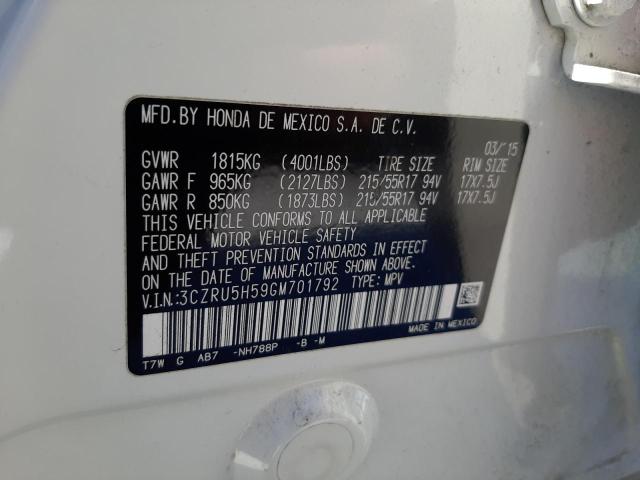 MFD.BY HONDA DE MEXICO S.A. DE C.V.
03/15
GVWR 1815KG (4001LBS) TIRE SIZE RIM SIZE
GAWR F 965KG (2127LBS) 215/55R17 94V 17X7.5J
GAWR R 850KG (1873LBS) 215/55R17 94V 17X7.5J
THIS VEHICLE CONFORMS TO ALL APPLICABLE
FEDERAL MOTOR VEHICLE SAFETY
AND THEFT PREVENTION STANDARDS IN EFFECT
ON THE DATE OF MANUFACTURE SHOWN ABOVE.
V.I.N.:3CZRU5H59GM701792 TYPE: MPV
T7W G AB7 -NH788P -B -M
MADE IN MEXICO